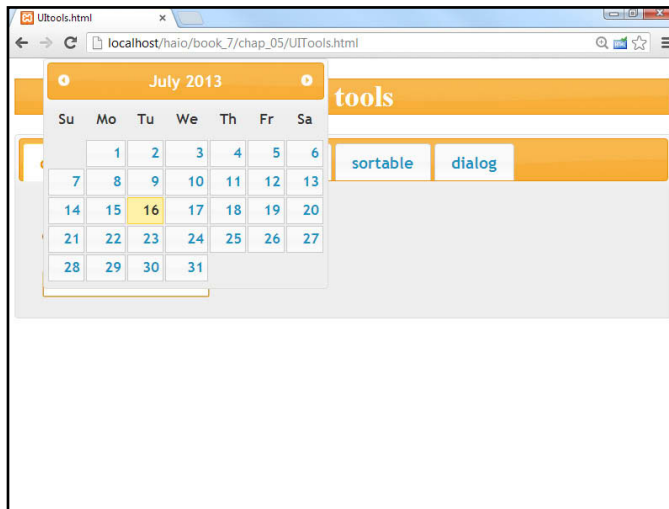 UItools.html
localhost/haio/book_7/chap_05/UITools.html
July 2013
tools
Su Mo Tu We Th Fr Sa
1 2 3 4 5 6
sortable dialog
7 8 9 10 11 12 13
14 15 16 17 18 19 20
21 22 23 24 25 26 27
28 29 30 31